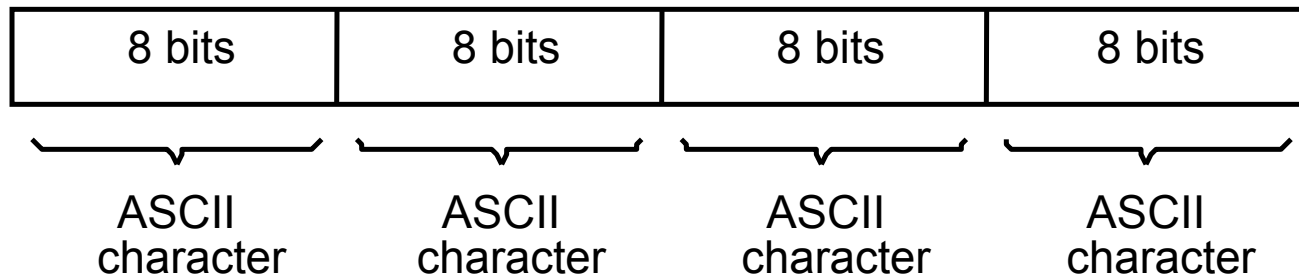 8 bits 8 bits 8 bits 8 bits
ASCII ASCII ASCII ASCII
character character character character